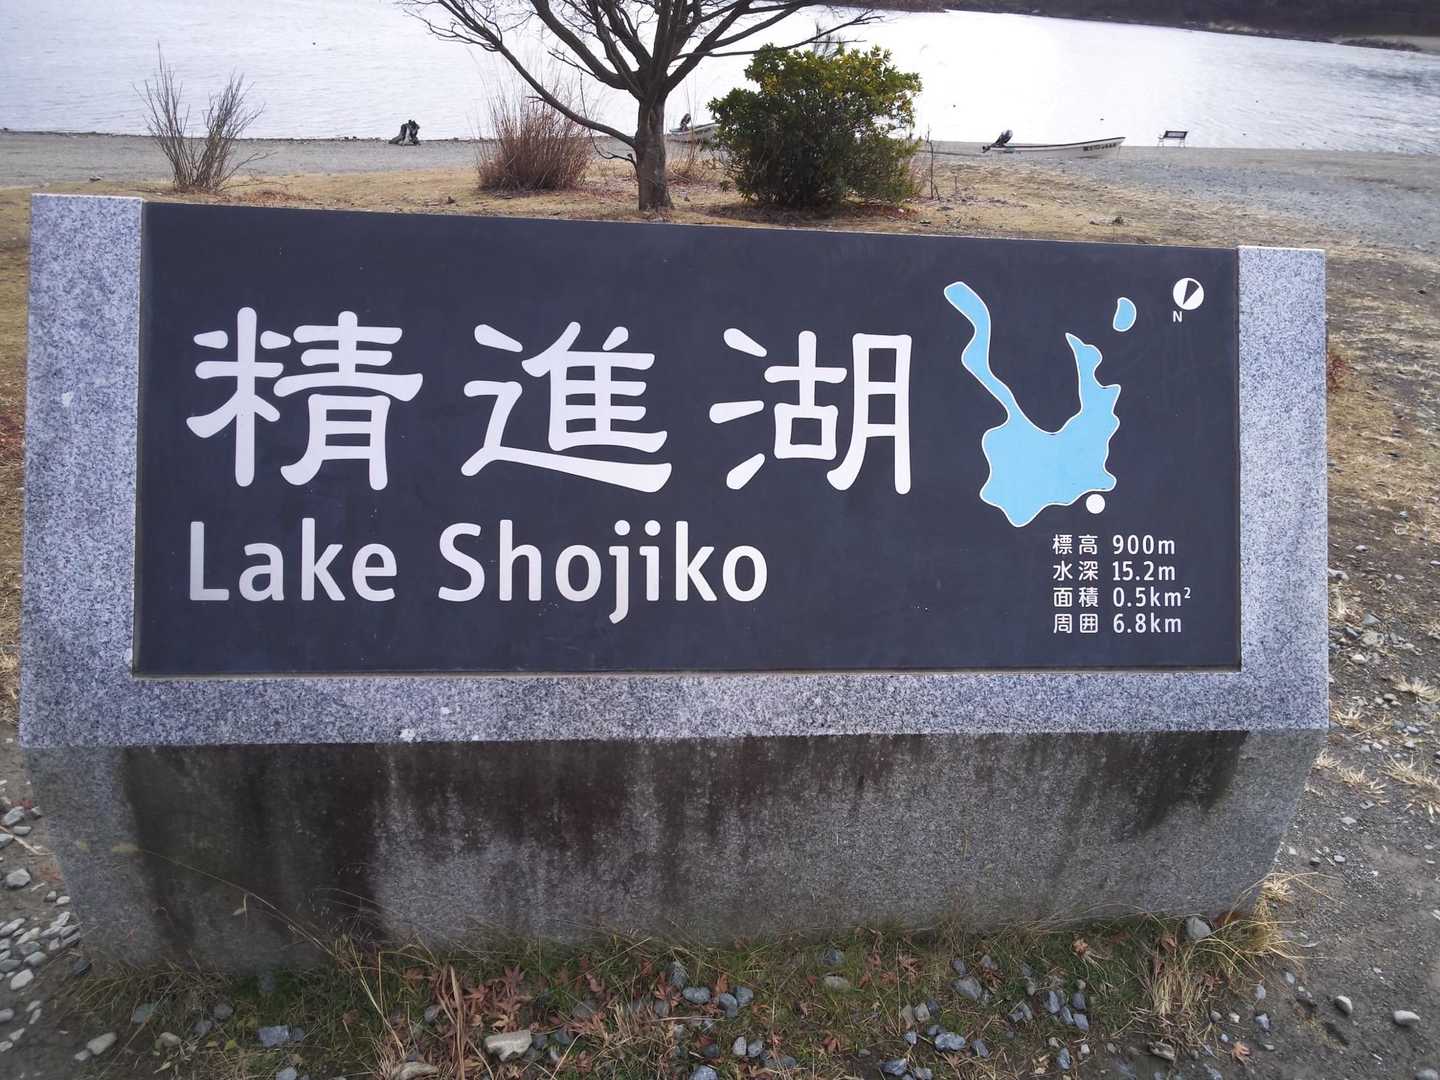 精進湖
Lake Shojiko
N
標高 900m
水深 15.2m
面積 0.5km²
周囲 6.8km